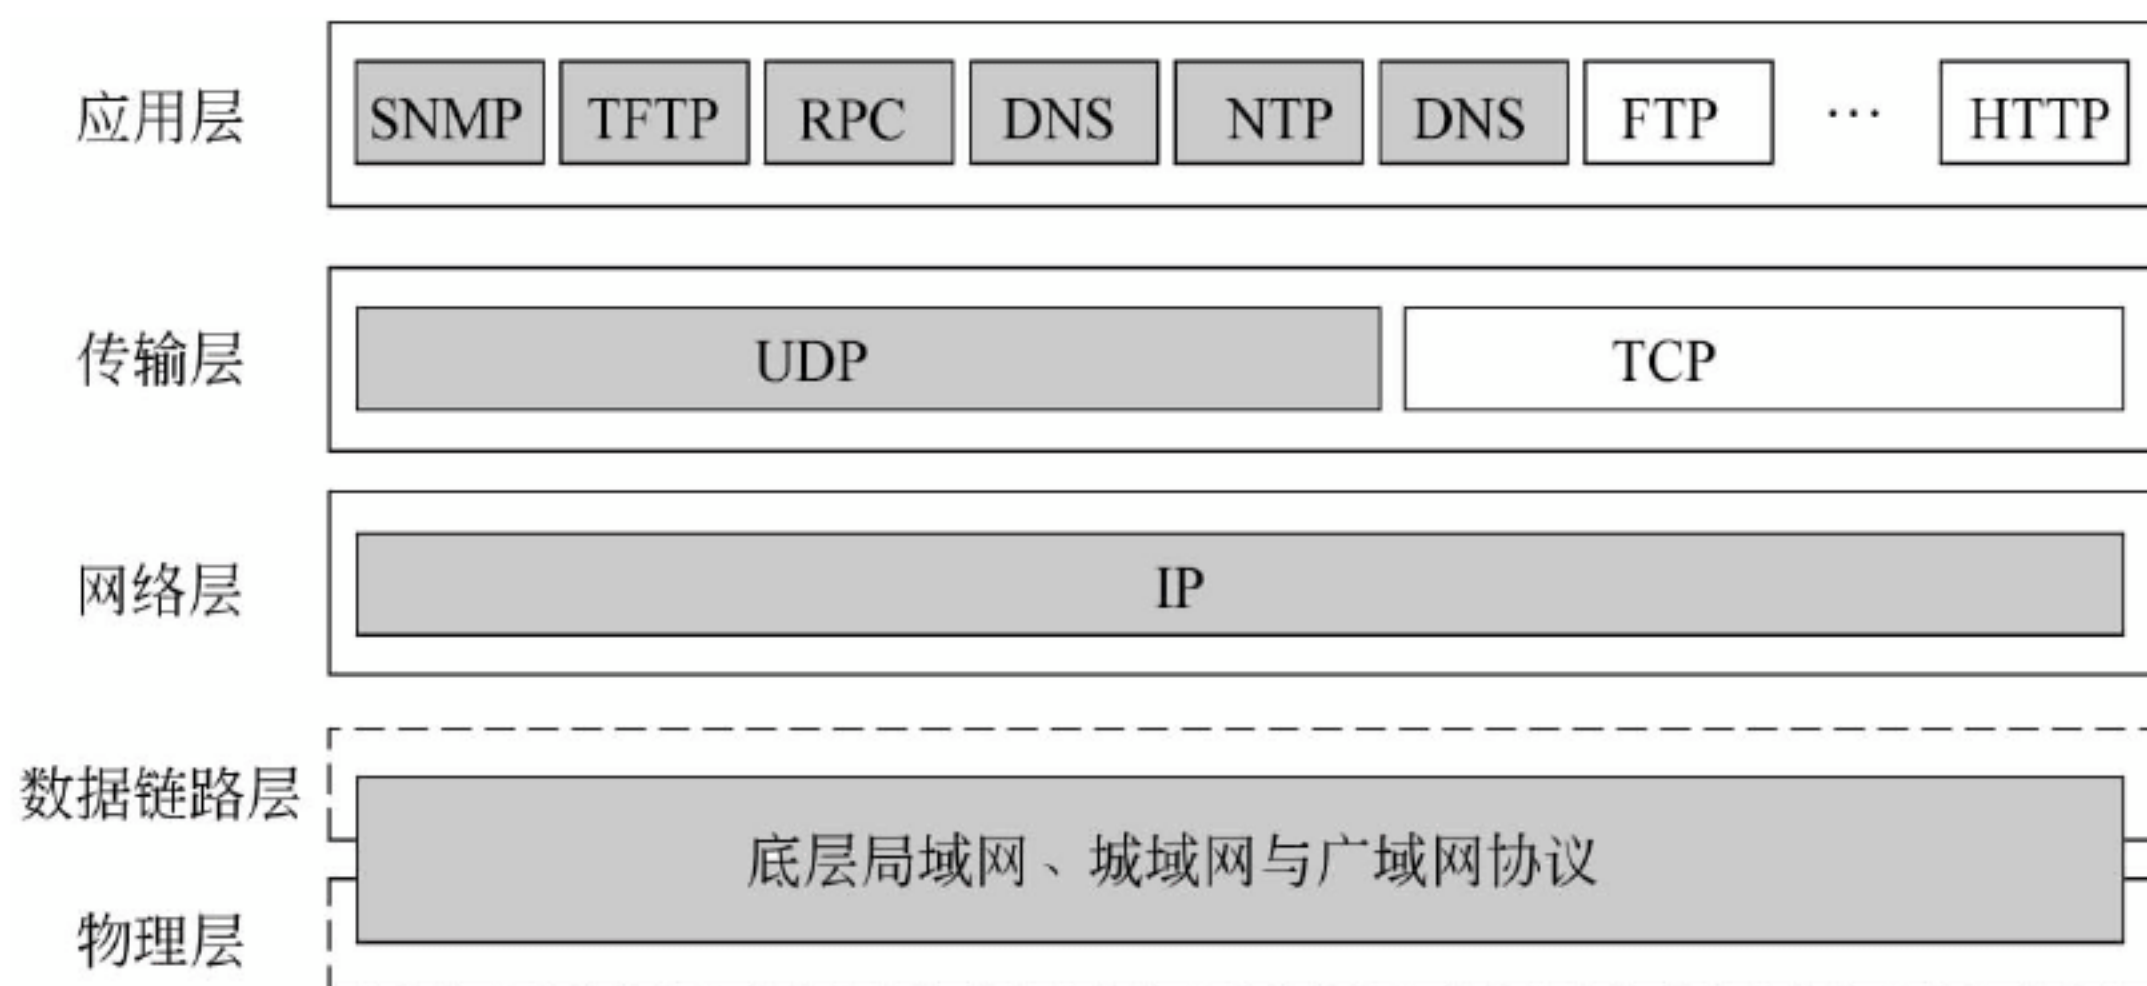 应用层 SNMP TFTP RPC DNS NTP DNS FTP … HTTP
传输层 UDP TCP
网络层 IP
数据链路层
底层局域网、城域网与广域网协议
物理层